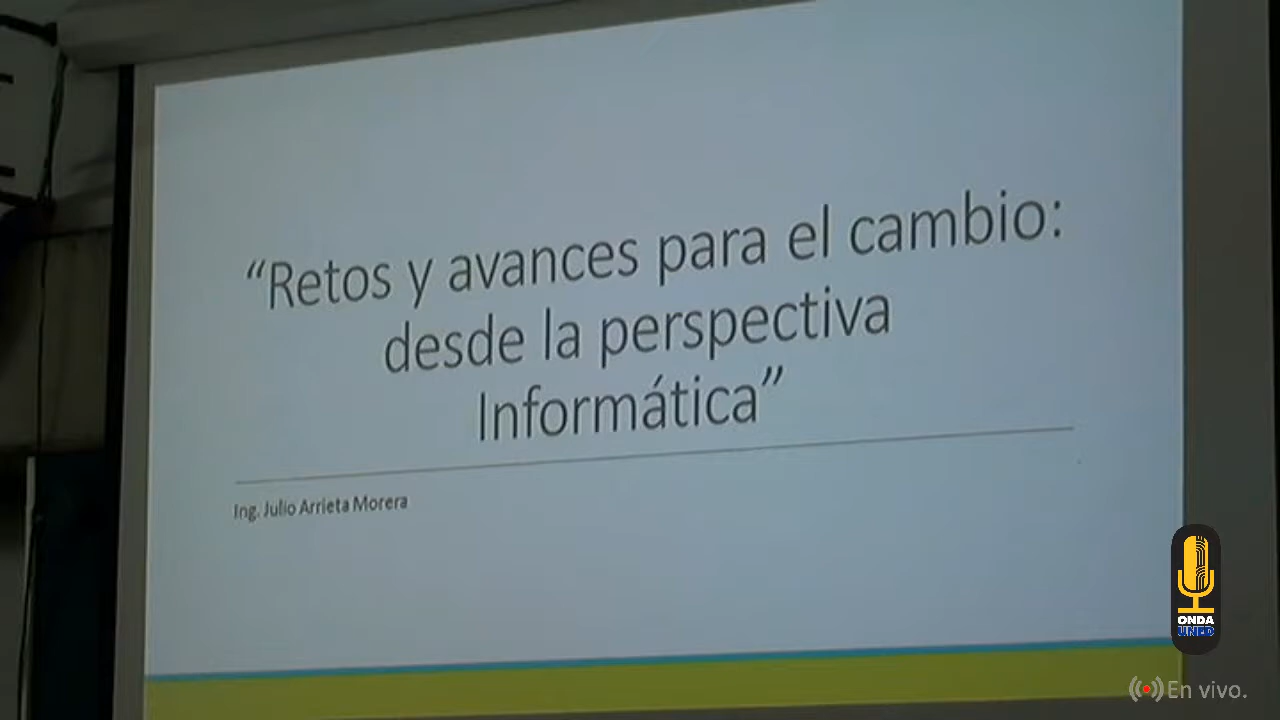 “Retos y avances para el cambio:
desde la perspectiva
Informática”
Ing. Julio Arrieta Morera
ONDA
UNED
En vivo.